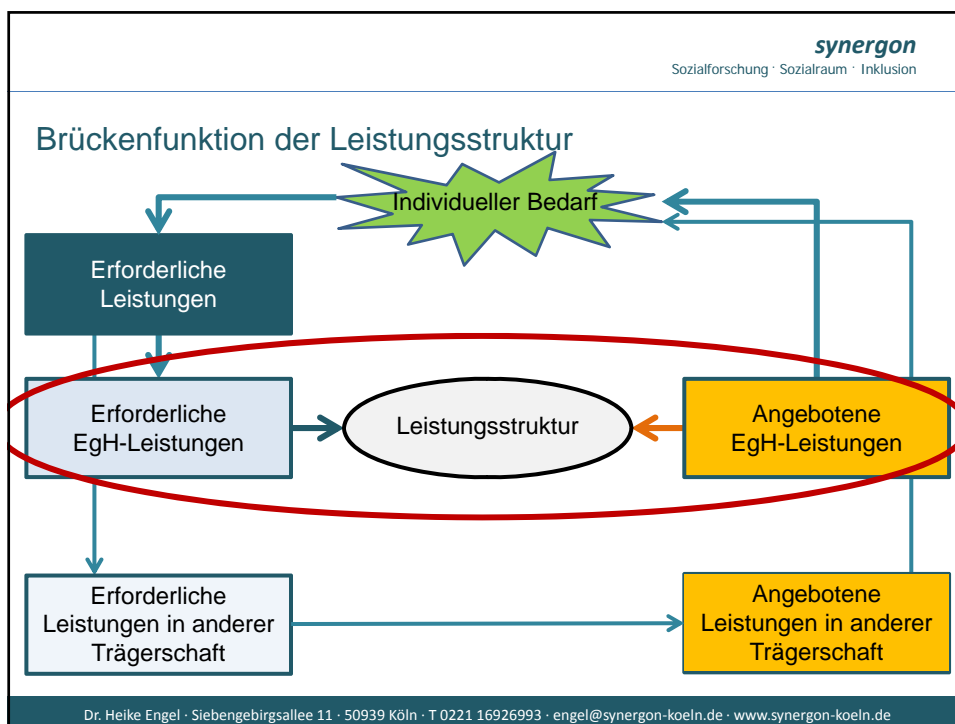 synergon
Sozialforschung · Sozialraum · Inklusion
Brückenfunktion der Leistungsstruktur
Individueller Bedarf
Erforderliche
Leistungen
Erforderliche
EgH-Leistungen
Leistungsstruktur
Angebotene
EgH-Leistungen
Erforderliche
Leistungen in anderer
Trägerschaft
Angebotene
Leistungen in anderer
Trägerschaft
Dr. Heike Engel · Siebengebirgsallee 11 · 50939 Köln · T 0221 16926993 · engel@synergon-koeln.de · www.synergon-koeln.de